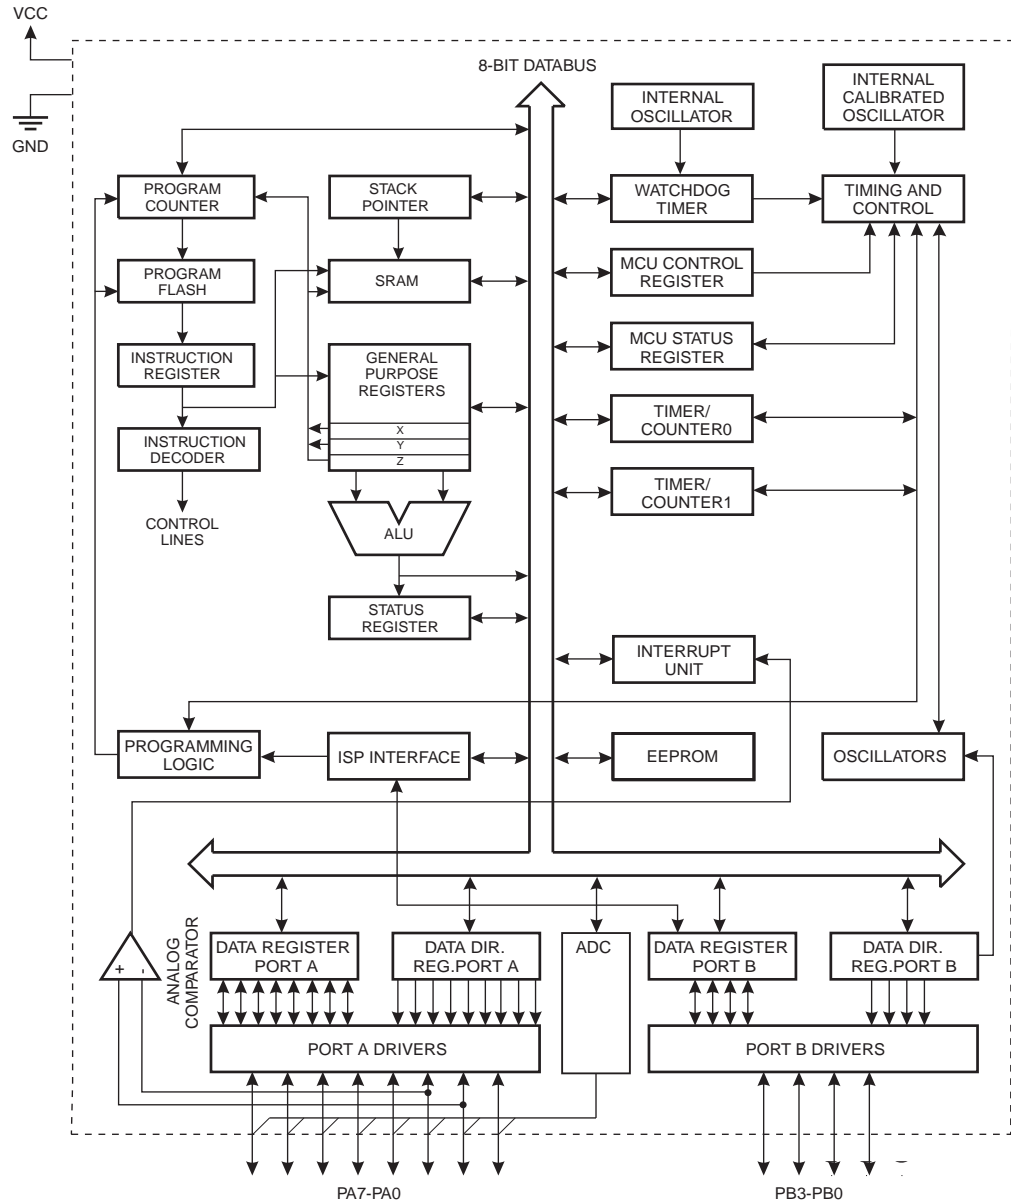 VCC
GND
8-BIT DATABUS
INTERNAL
OSCILLATOR
INTERNAL
CALIBRATED
OSCILLATOR
PROGRAM
COUNTER
STACK
POINTER
WATCHDOG
TIMER
TIMING AND
CONTROL
PROGRAM
FLASH
SRAM
MCU CONTROL
REGISTER
INSTRUCTION
REGISTER
GENERAL
PURPOSE
REGISTERS
X
Y
Z
MCU STATUS
REGISTER
INSTRUCTION
DECODER
TIMER/
COUNTER0
TIMER/
COUNTER1
CONTROL
LINES
ALU
STATUS
REGISTER
INTERRUPT
UNIT
PROGRAMMING
LOGIC
ISP INTERFACE
EEPROM
OSCILLATORS
ANALOG
COMPARATOR
+
-
DATA REGISTER
PORT A
DATA DIR.
REG.PORT A
ADC
DATA REGISTER
PORT B
DATA DIR.
REG.PORT B
PORT A DRIVERS
PORT B DRIVERS
PA7-PA0
PB3-PB0